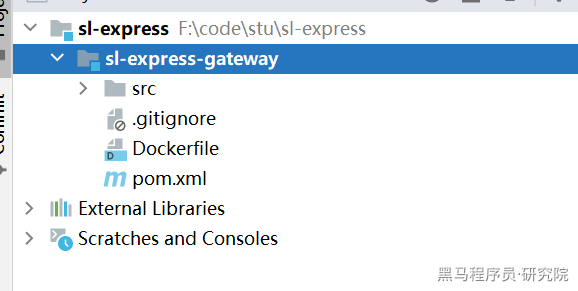 sl-express F:\code\stu\sl-express
sl-express-gateway
src
.gitignore
Dockerfile
pom.xml
External Libraries
Scratches and Consoles
黑马程序员·研究院